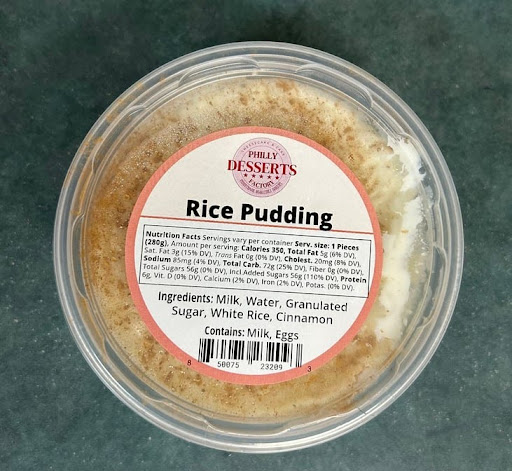 PHILLY
DESSERTS
FACTORY
Rice Pudding
Nutrition Facts Servings vary per container Serv. size: 1 Pieces
(280g), Amount per serving: Calories 350, Total Fat 5g (6% DV),
Sat. Fat 3g (15% DV), Trans Fat 0g (0% DV), Cholest. 20mg (8% DV),
Sodium 85mg (4% DV), Total Carb. 72g (25% DV), Fiber 0g (0% DV),
Total Sugars 56g (0% DV), Incl Added Sugars 56g (110% DV), Protein
6g, Vit. D (0% DV), Calcium (2% DV), Iron (2% DV), Potas. (0% DV).
Ingredients: Milk, Water, Granulated
Sugar, White Rice, Cinnamon
Contains: Milk, Eggs
8 50075 23209 3